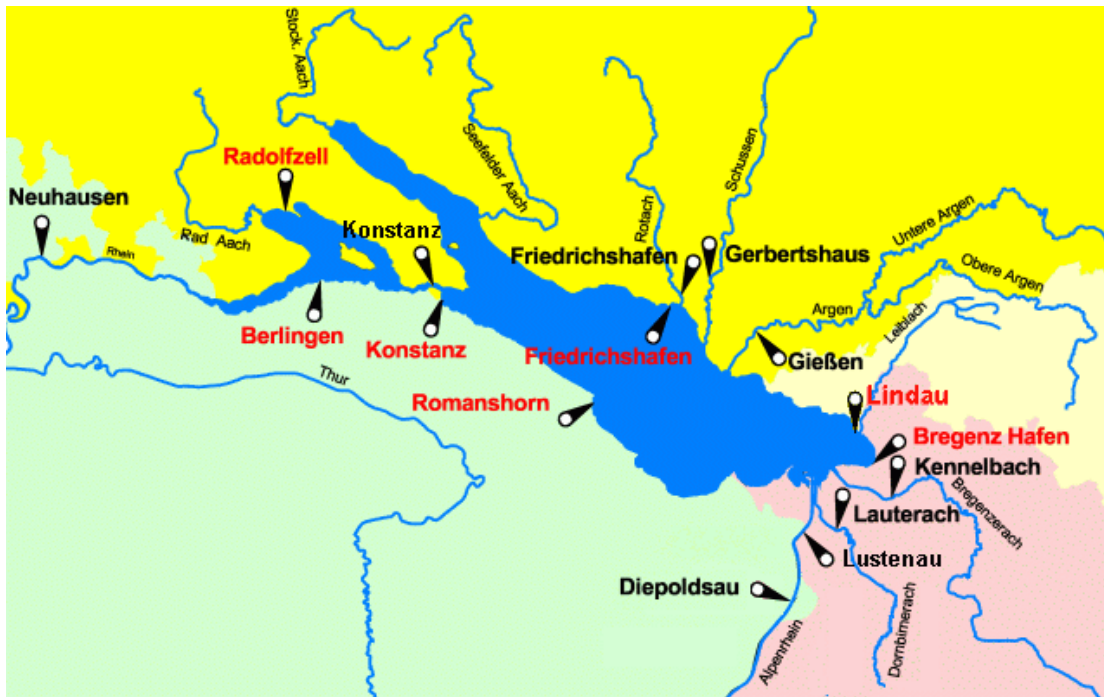 Stock. Aach
Seefelder Aach
Radolfzell
Neuhausen
Rad. Aach
Rhein
Konstanz
Rotach
Schussen
Friedrichshafen
Gerbertshaus
Untere Argen
Obere Argen
Argen
Leiblach
Berlingen
Konstanz
Friedrichshafen
Gießen
Thur
Romanshorn
Lindau
Bregenz Hafen
Kennelbach
Bregenzerach
Lauterach
Lustenau
Diepoldsau
Alpenrhein
Dornbirnerach